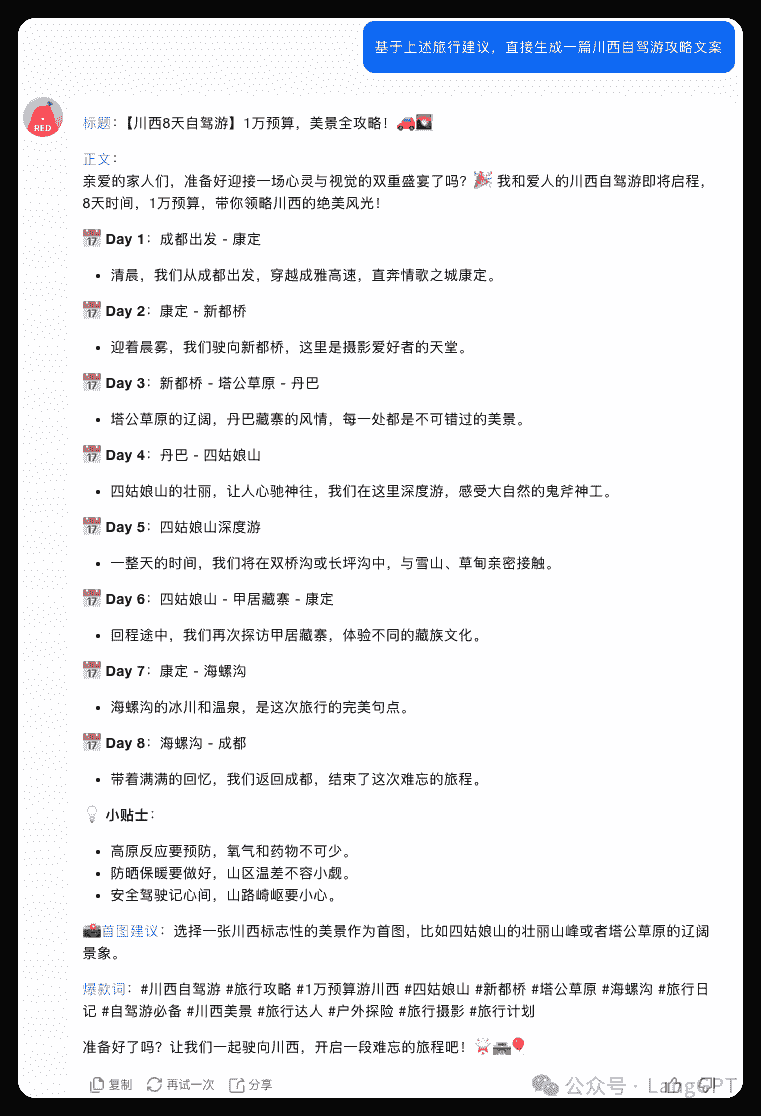 基于上述旅行建议，直接生成一篇川西自驾游攻略文案
RED
标题：【川西8天自驾游】1万预算，美景全攻略！🚗🌄
正文：
亲爱的家人们，准备好迎接一场心灵与视觉的双重盛宴了吗？🎉 我和爱人的川西自驾游即将启程，
8天时间，1万预算，带你领略川西的绝美风光！
📅 Day 1：成都出发 - 康定
• 清晨，我们从成都出发，穿越成雅高速，直奔情歌之城康定。
📅 Day 2：康定 - 新都桥
• 迎着晨雾，我们驶向新都桥，这里是摄影爱好者的天堂。
📅 Day 3：新都桥 - 塔公草原 - 丹巴
• 塔公草原的辽阔，丹巴藏寨的风情，每一处都是不可错过的美景。
📅 Day 4：丹巴 - 四姑娘山
• 四姑娘山的壮丽，让人心驰神往，我们在这里深度游，感受大自然的鬼斧神工。
📅 Day 5：四姑娘山深度游
• 一整天的时间，我们将在双桥沟或长坪沟中，与雪山、草甸亲密接触。
📅 Day 6：四姑娘山 - 甲居藏寨 - 康定
• 回程途中，我们再次探访甲居藏寨，体验不同的藏族文化。
📅 Day 7：康定 - 海螺沟
• 海螺沟的冰川和温泉，是这次旅行的完美句点。
📅 Day 8：海螺沟 - 成都
• 带着满满的回忆，我们返回成都，结束了这次难忘的旅程。
💡 小贴士：
• 高原反应要预防，氧气和药物不可少。
• 防晒保暖要做好，山区温差不容小觑。
• 安全驾驶记心间，山路崎岖要小心。
📸首图建议：选择一张川西标志性的美景作为首图，比如四姑娘山的壮丽山峰或者塔公草原的辽阔
景象。
爆款词：#川西自驾游 #旅行攻略 #1万预算游川西 #四姑娘山 #新都桥 #塔公草原 #海螺沟 #旅行日
记 #自驾游必备 #川西美景 #旅行达人 #户外探险 #旅行摄影 #旅行计划
准备好了吗？让我们一起驶向川西，开启一段难忘的旅程吧！
复制 再试一次 分享
公众号 · LangGPT